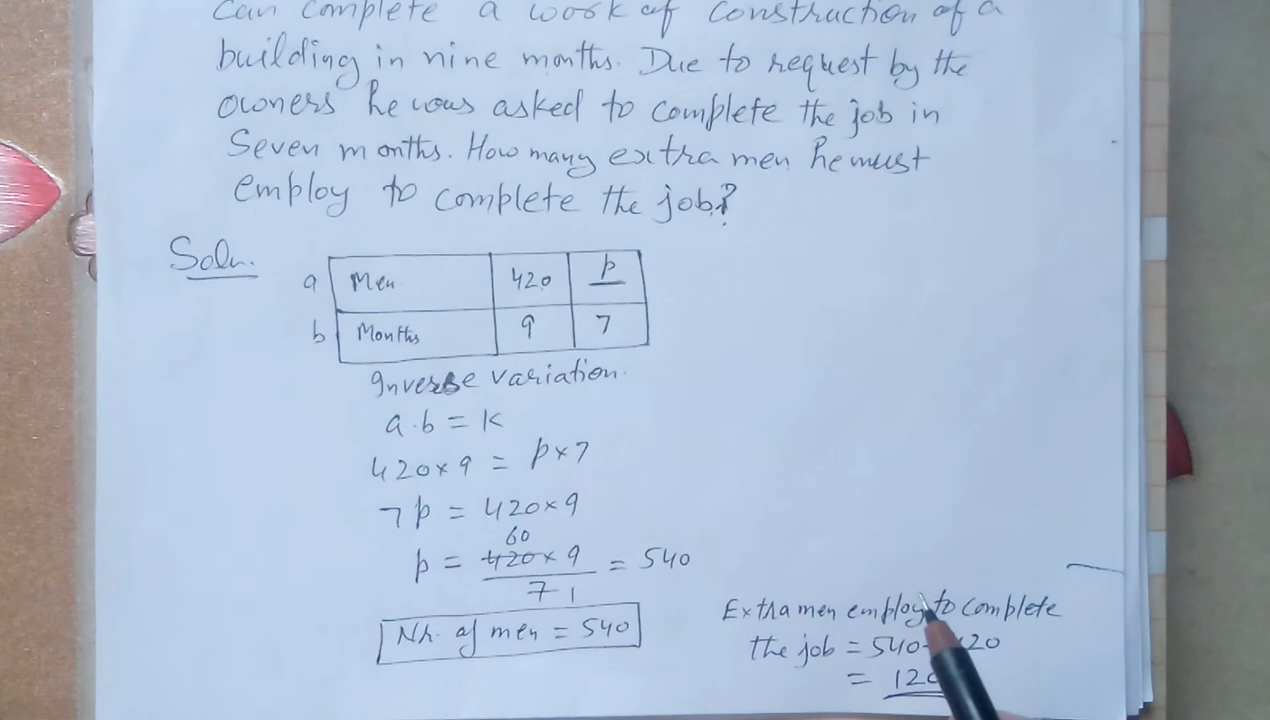 Can complete a work of construction of a
building in nine months. Due to request by the
owners he was asked to complete the job in
Seven months. How many extra men he must
employ to complete the job?
Soln.
a Men 420 p
b Months 9 7
Inverse variation.
a.b = K
420×9 = p×7
7p = 420×9
60
p = 420×9 = 540
7 1
Nr. of men = 540
Extra men employ to complete
the job = 540- 420
= 120